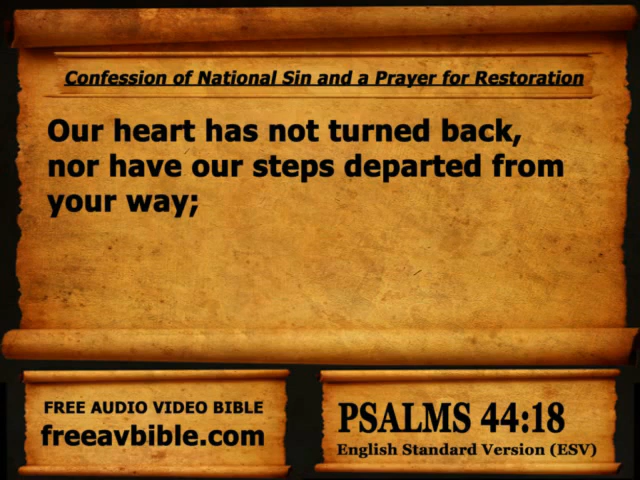 Confession of National Sin and a Prayer for Restoration
Our heart has not turned back,
nor have our steps departed from
your way;
FREE AUDIO VIDEO BIBLE
freeavbible.com
PSALMS 44:18
English Standard Version (ESV)